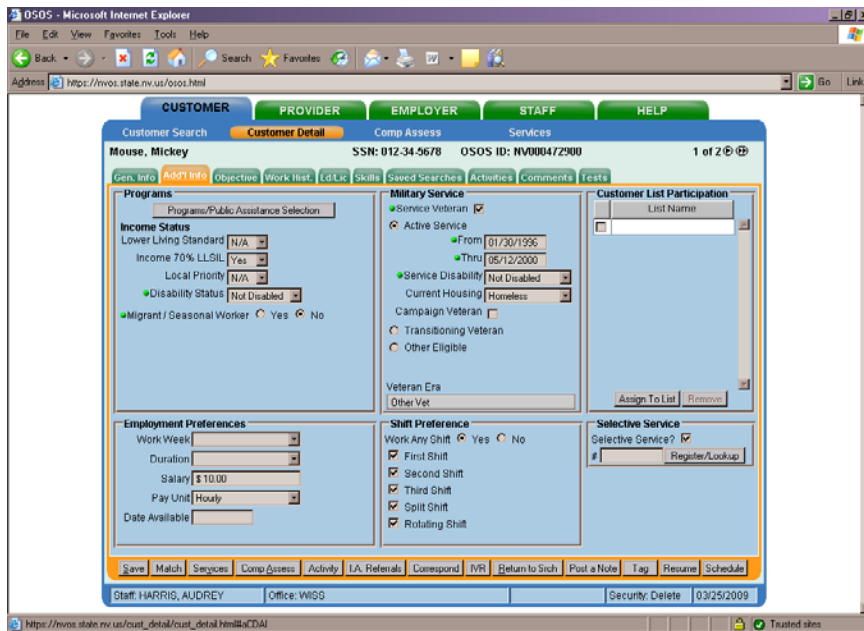 OSOS - Microsoft Internet Explorer
File Edit View Favorites Tools Help
Back Search Favorites
Address https://nvos.state.nv.us/osos.html Go Link
CUSTOMER PROVIDER EMPLOYER STAFF HELP
Customer Search Customer Detail Comp Assess Services
Mouse, Mickey SSN: 012-34-5678 OSOS ID: NV000472900 1 of 2
Gen. Info Add'l Info Objective Work Hist. Ed/Lic Skills Saved Searches Activities Comments Tests
Programs
Programs/Public Assistance Selection
Income Status
Lower Living Standard N/A
Income 70% LLSIL Yes
Local Priority N/A
Disability Status Not Disabled
Migrant / Seasonal Worker Yes No
Military Service
Service Veteran
Active Service
From 01/30/1996
Thru 05/12/2000
Service Disability Not Disabled
Current Housing Homeless
Campaign Veteran
Transitioning Veteran
Other Eligible
Veteran Era
Other Vet
Customer List Participation
List Name
Assign To List Remove
Employment Preferences
Work Week
Duration
Salary $ 10.00
Pay Unit Hourly
Date Available
Shift Preference
Work Any Shift Yes No
First Shift
Second Shift
Third Shift
Split Shift
Rotating Shift
Selective Service
Selective Service?
# Register/Lookup
Save Match Services Comp Assess Activity I.A. Referrals Correspond IVR Return to Srch Post a Note Tag Resume Schedule
Staff: HARRIS, AUDREY Office: WISS Security: Delete 03/25/2009
https://nvos.state.nv.us/cust_detail/cust_detail.html#aCDAI Trusted sites